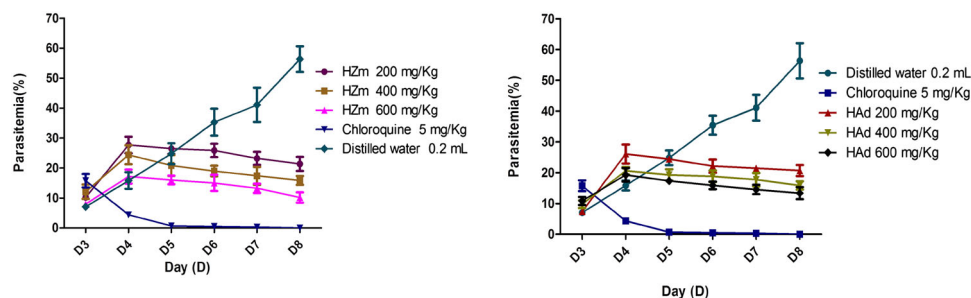 70
60
50
40
30
20
10
0
Parasitemia(%)
D3 D4 D5 D6 D7 D8
Day (D)
HZm 200 mg/Kg
HZm 400 mg/Kg
HZm 600 mg/Kg
Chloroquine 5 mg/Kg
Distilled water 0.2 mL
70
60
50
40
30
20
10
0
Parasitemia(%)
D3 D4 D5 D6 D7 D8
Day (D)
Distilled water 0.2 mL
Chloroquine 5 mg/Kg
HAd 200 mg/Kg
HAd 400 mg/Kg
HAd 600 mg/Kg